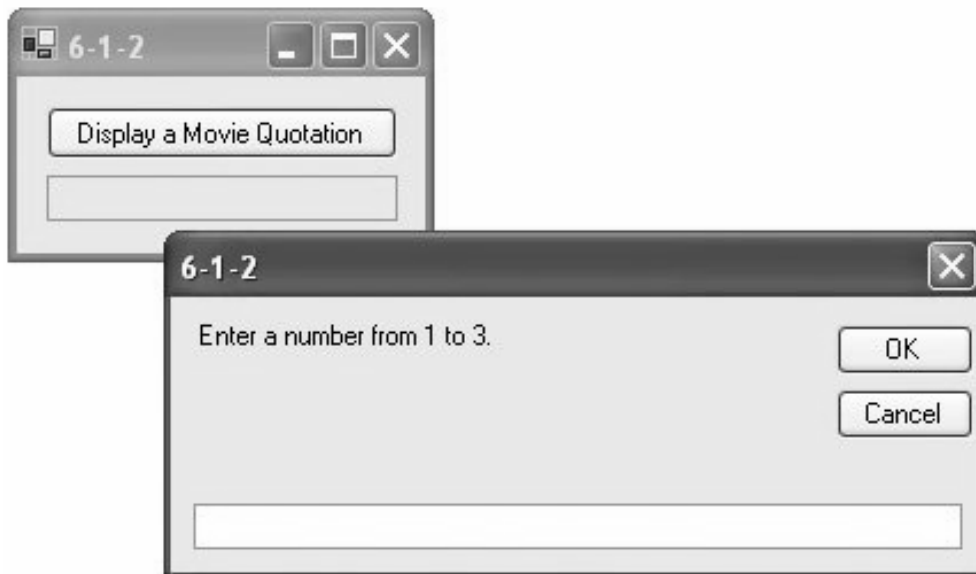 6-1-2
Display a Movie Quotation
6-1-2
Enter a number from 1 to 3.
OK
Cancel